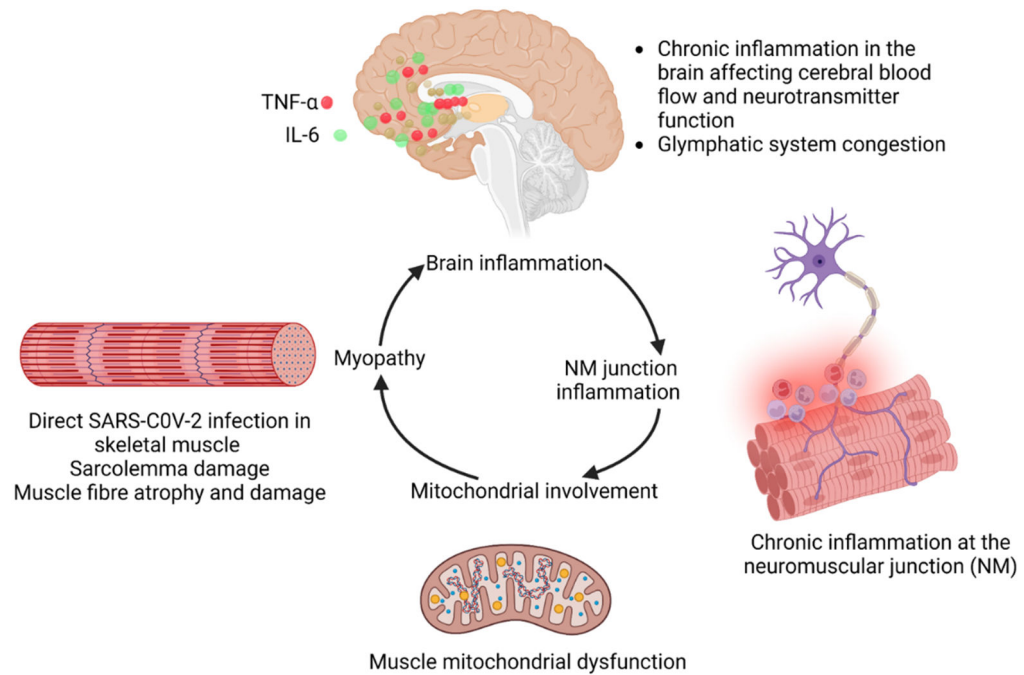 • Chronic inflammation in the
brain affecting cerebral blood
flow and neurotransmitter
function
• Glymphatic system congestion
TNF-α
IL-6
Brain inflammation
NM junction
inflammation
Mitochondrial involvement
Myopathy
Direct SARS-C0V-2 infection in
skeletal muscle
Sarcolemma damage
Muscle fibre atrophy and damage
Chronic inflammation at the
neuromuscular junction (NM)
Muscle mitochondrial dysfunction